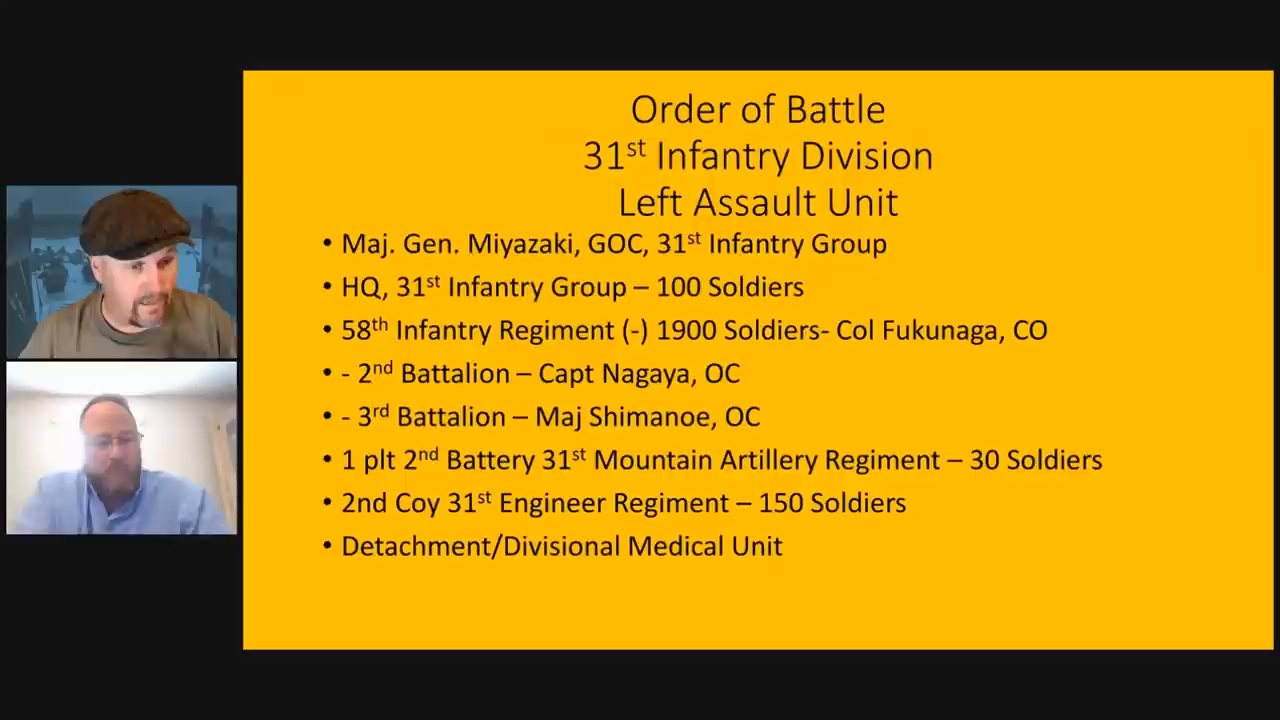 Order of Battle
31st Infantry Division
Left Assault Unit
• Maj. Gen. Miyazaki, GOC, 31st Infantry Group
• HQ, 31st Infantry Group – 100 Soldiers
• 58th Infantry Regiment (-) 1900 Soldiers- Col Fukunaga, CO
• - 2nd Battalion – Capt Nagaya, OC
• - 3rd Battalion – Maj Shimanoe, OC
• 1 plt 2nd Battery 31st Mountain Artillery Regiment – 30 Soldiers
• 2nd Coy 31st Engineer Regiment – 150 Soldiers
• Detachment/Divisional Medical Unit